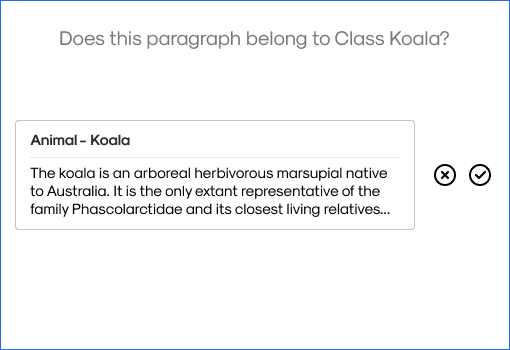 Does this paragraph belong to Class Koala?
Animal - Koala
The koala is an arboreal herbivorous marsupial native
to Australia. It is the only extant representative of the
family Phascolarctidae and its closest living relatives...